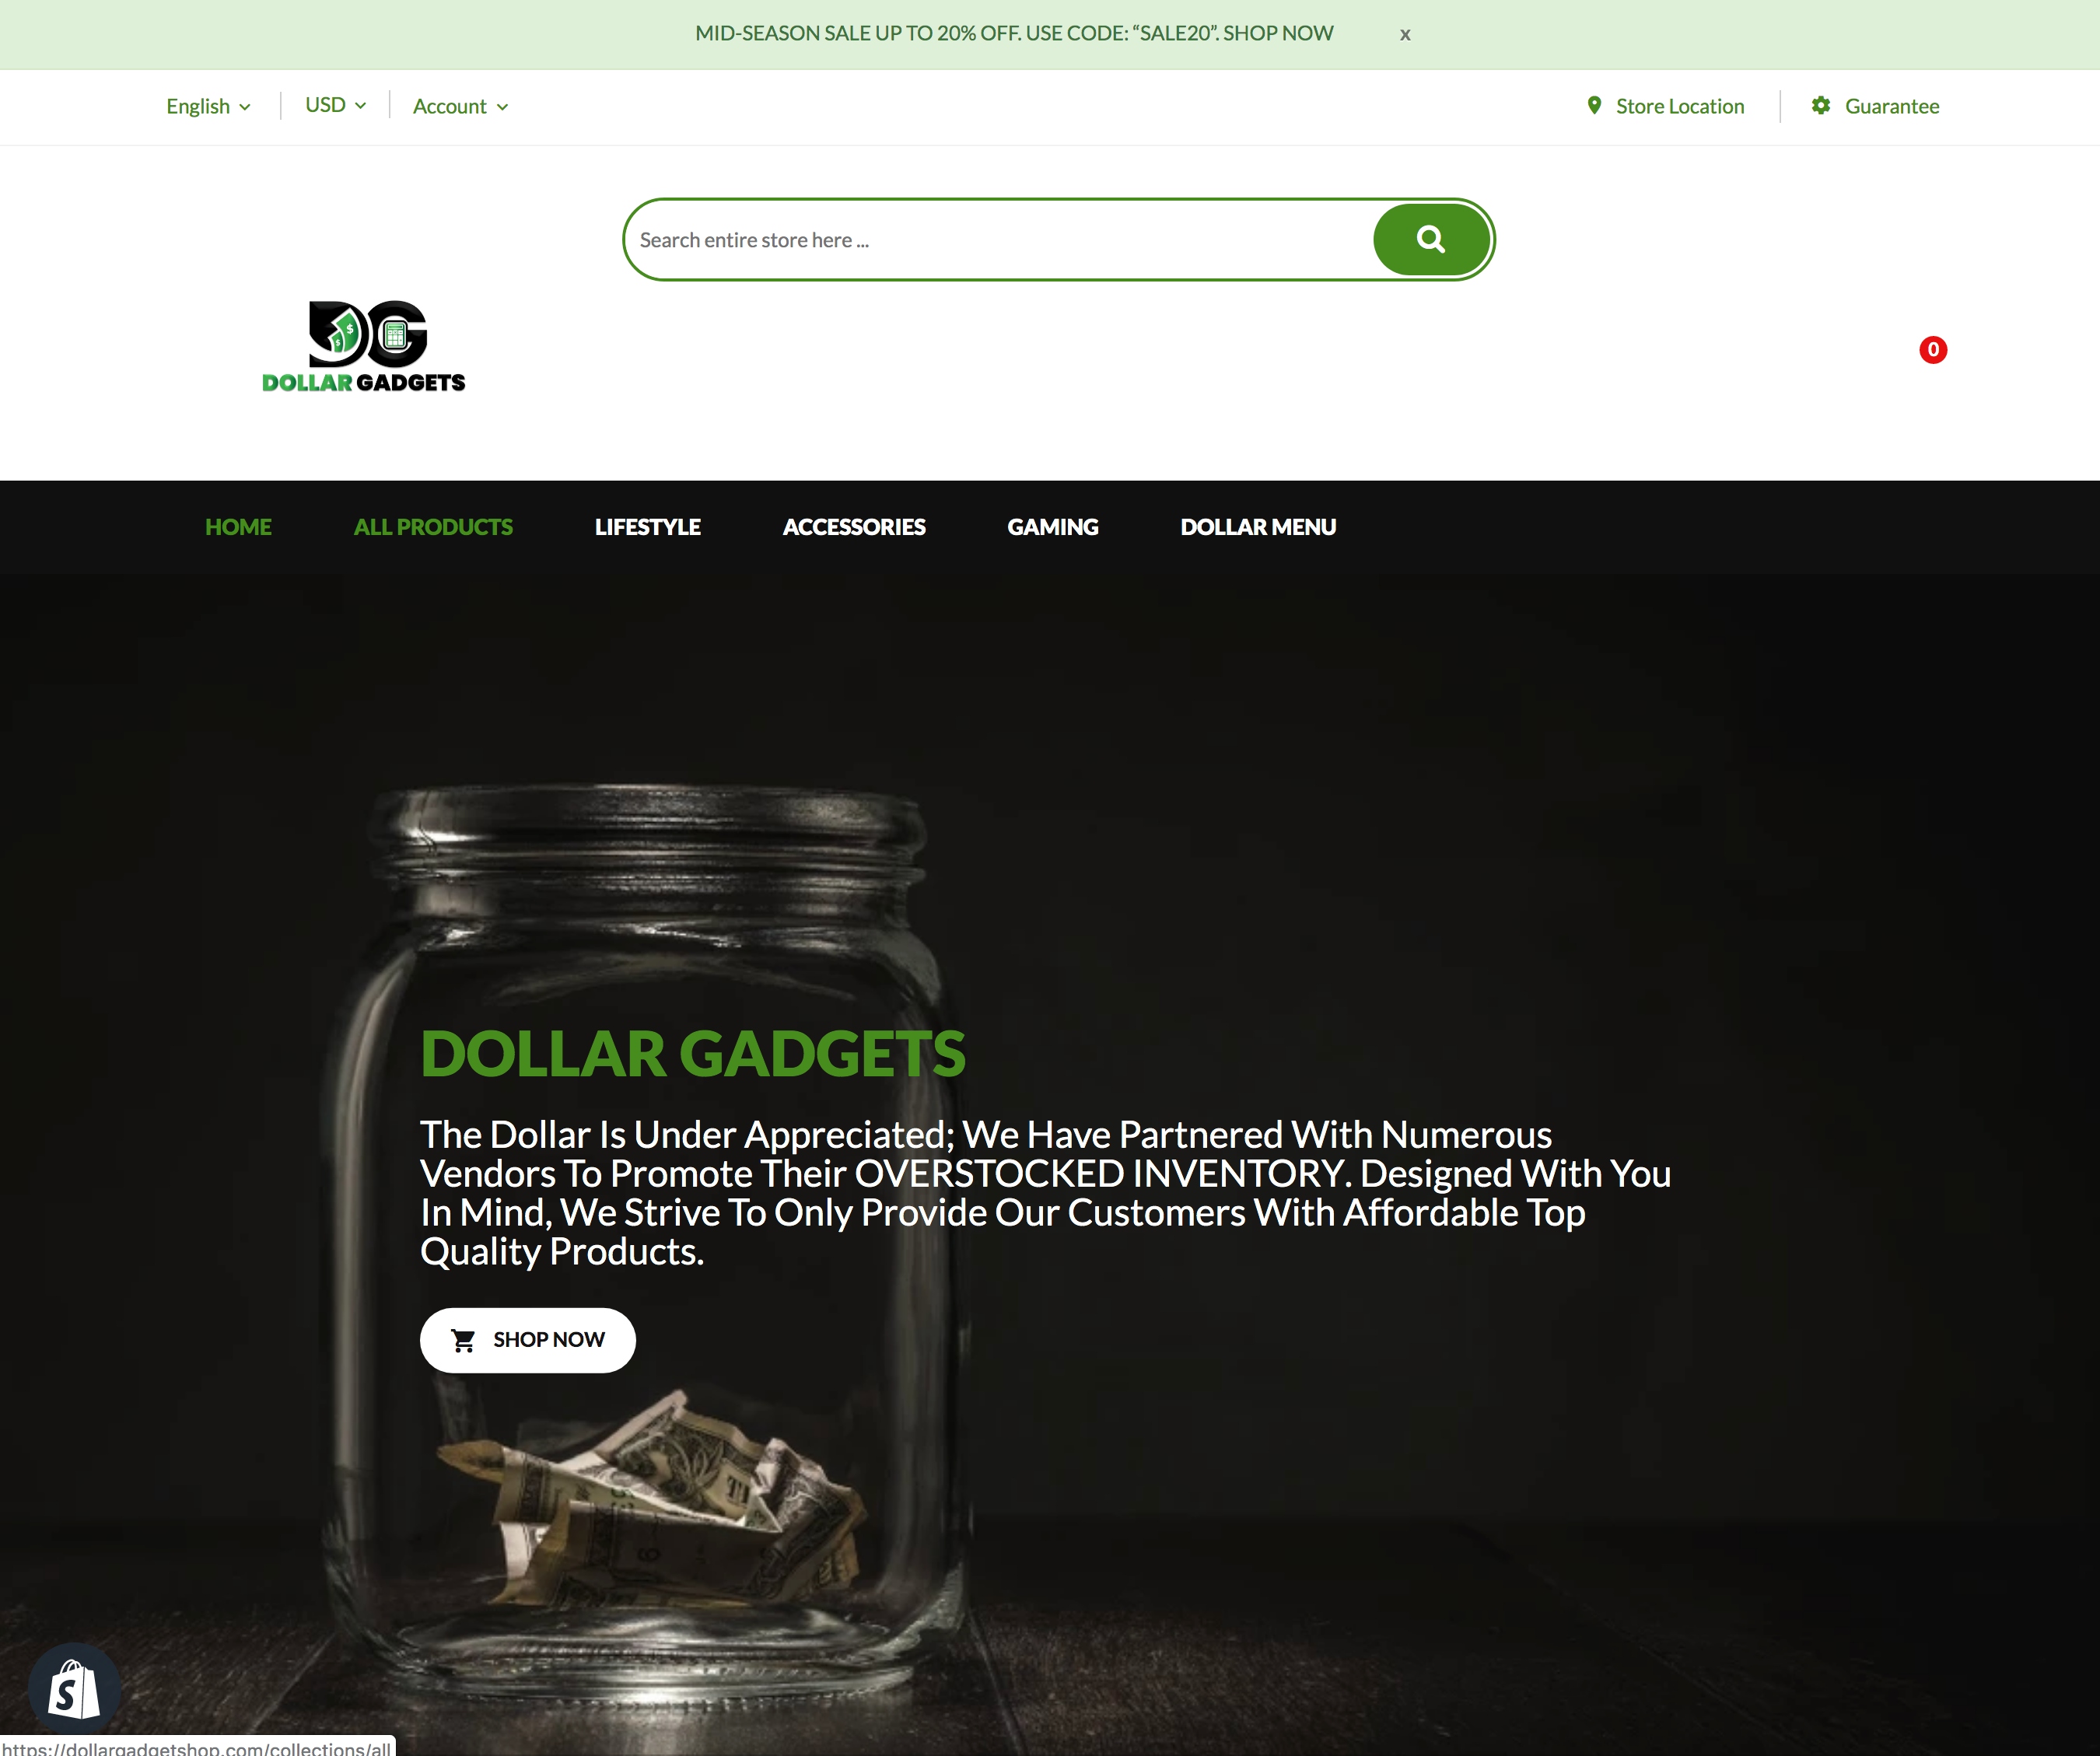 MID-SEASON SALE UP TO 20% OFF. USE CODE: “SALE20”. SHOP NOW x
English USD Account Store Location Guarantee
Search entire store here ...
DG
$
$
DOLLAR GADGETS
0
HOME ALL PRODUCTS LIFESTYLE ACCESSORIES GAMING DOLLAR MENU
DOLLAR GADGETS
The Dollar Is Under Appreciated; We Have Partnered With Numerous
Vendors To Promote Their OVERSTOCKED INVENTORY. Designed With You
In Mind, We Strive To Only Provide Our Customers With Affordable Top
Quality Products.
SHOP NOW
S
https://dollargadgetshop.com/collections/all